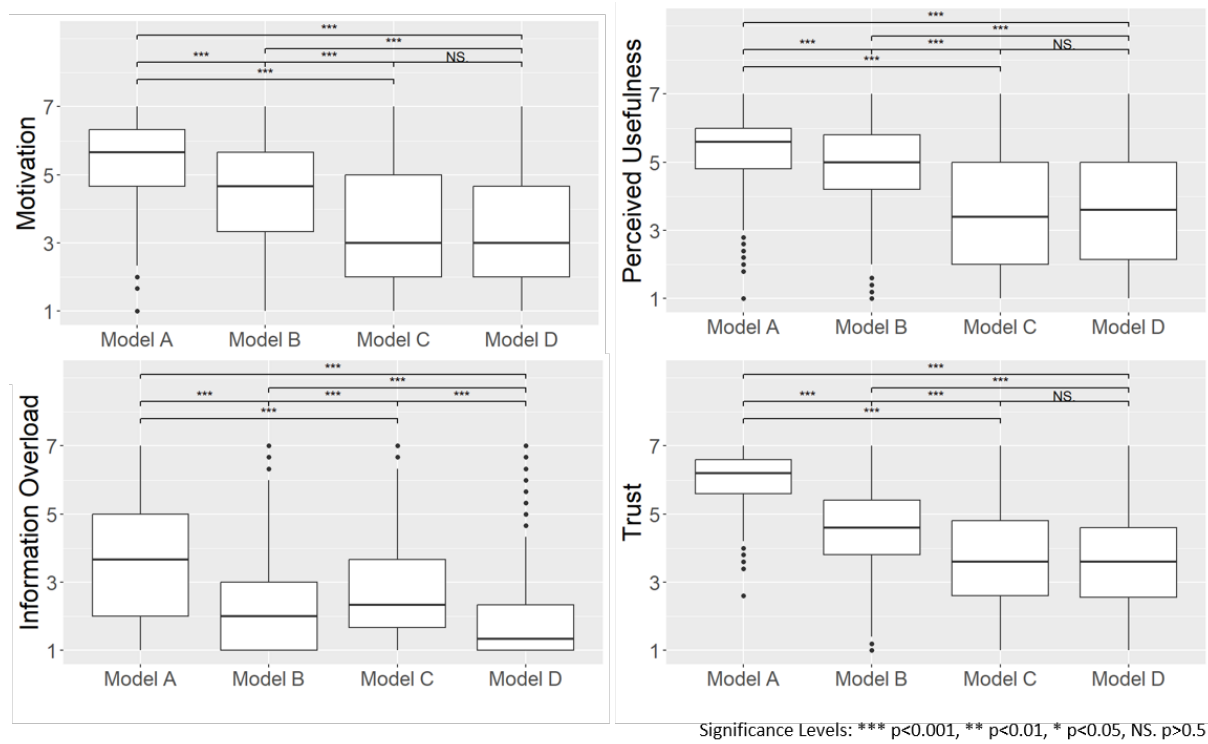 *** 
***
*** *** NS.
***
Motivation
7
5
3
1
Model A Model B Model C Model D
***
***
*** *** NS.
***
Perceived Usefulness
7
5
3
1
Model A Model B Model C Model D
***
***
*** *** ***
***
Information Overload
7
5
3
1
Model A Model B Model C Model D
***
***
*** *** NS.
***
Trust
7
5
3
1
Model A Model B Model C Model D
Significance Levels: *** p<0.001, ** p<0.01, * p<0.05, NS. p>0.5